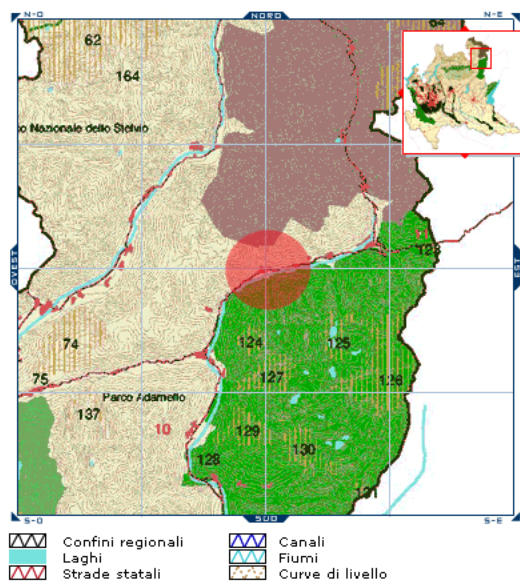 N-O
NORD
N-E
62
64
164
co Nazionale dello Stelvio
OVEST
EST
123
74
124
125
75
127
126
Parco Adamello
137
10
129
130
128
131
S-O
SUD
S-E
Confini regionali
Canali
Laghi
Fiumi
Strade statali
Curve di livello